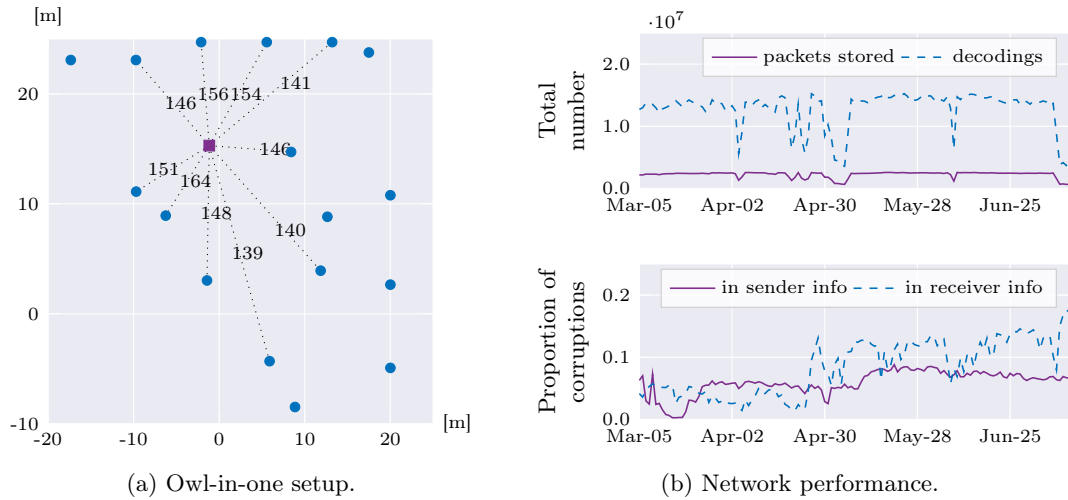 [m]
20
10
0
-10
-20
-10
0
10
20
[m]
146
156
154
141
146
151
164
148
140
139
(a) Owl-in-one setup.
·10⁷
packets stored
decodings
Total number
2.0
1.0
0.0
Mar-05
Apr-02
Apr-30
May-28
Jun-25
in sender info
in receiver info
Proportion of corruptions
0.2
0.1
0.0
Mar-05
Apr-02
Apr-30
May-28
Jun-25
(b) Network performance.